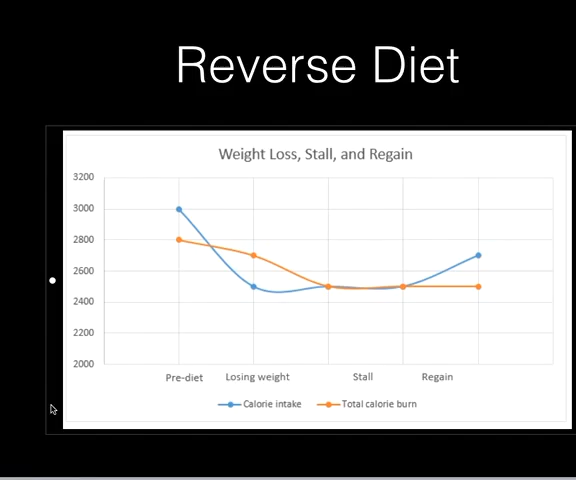 Reverse Diet
Weight Loss, Stall, and Regain
3200
3000
2800
2600
2400
2200
2000
Pre-diet Losing weight Stall Regain
Calorie intake Total calorie burn